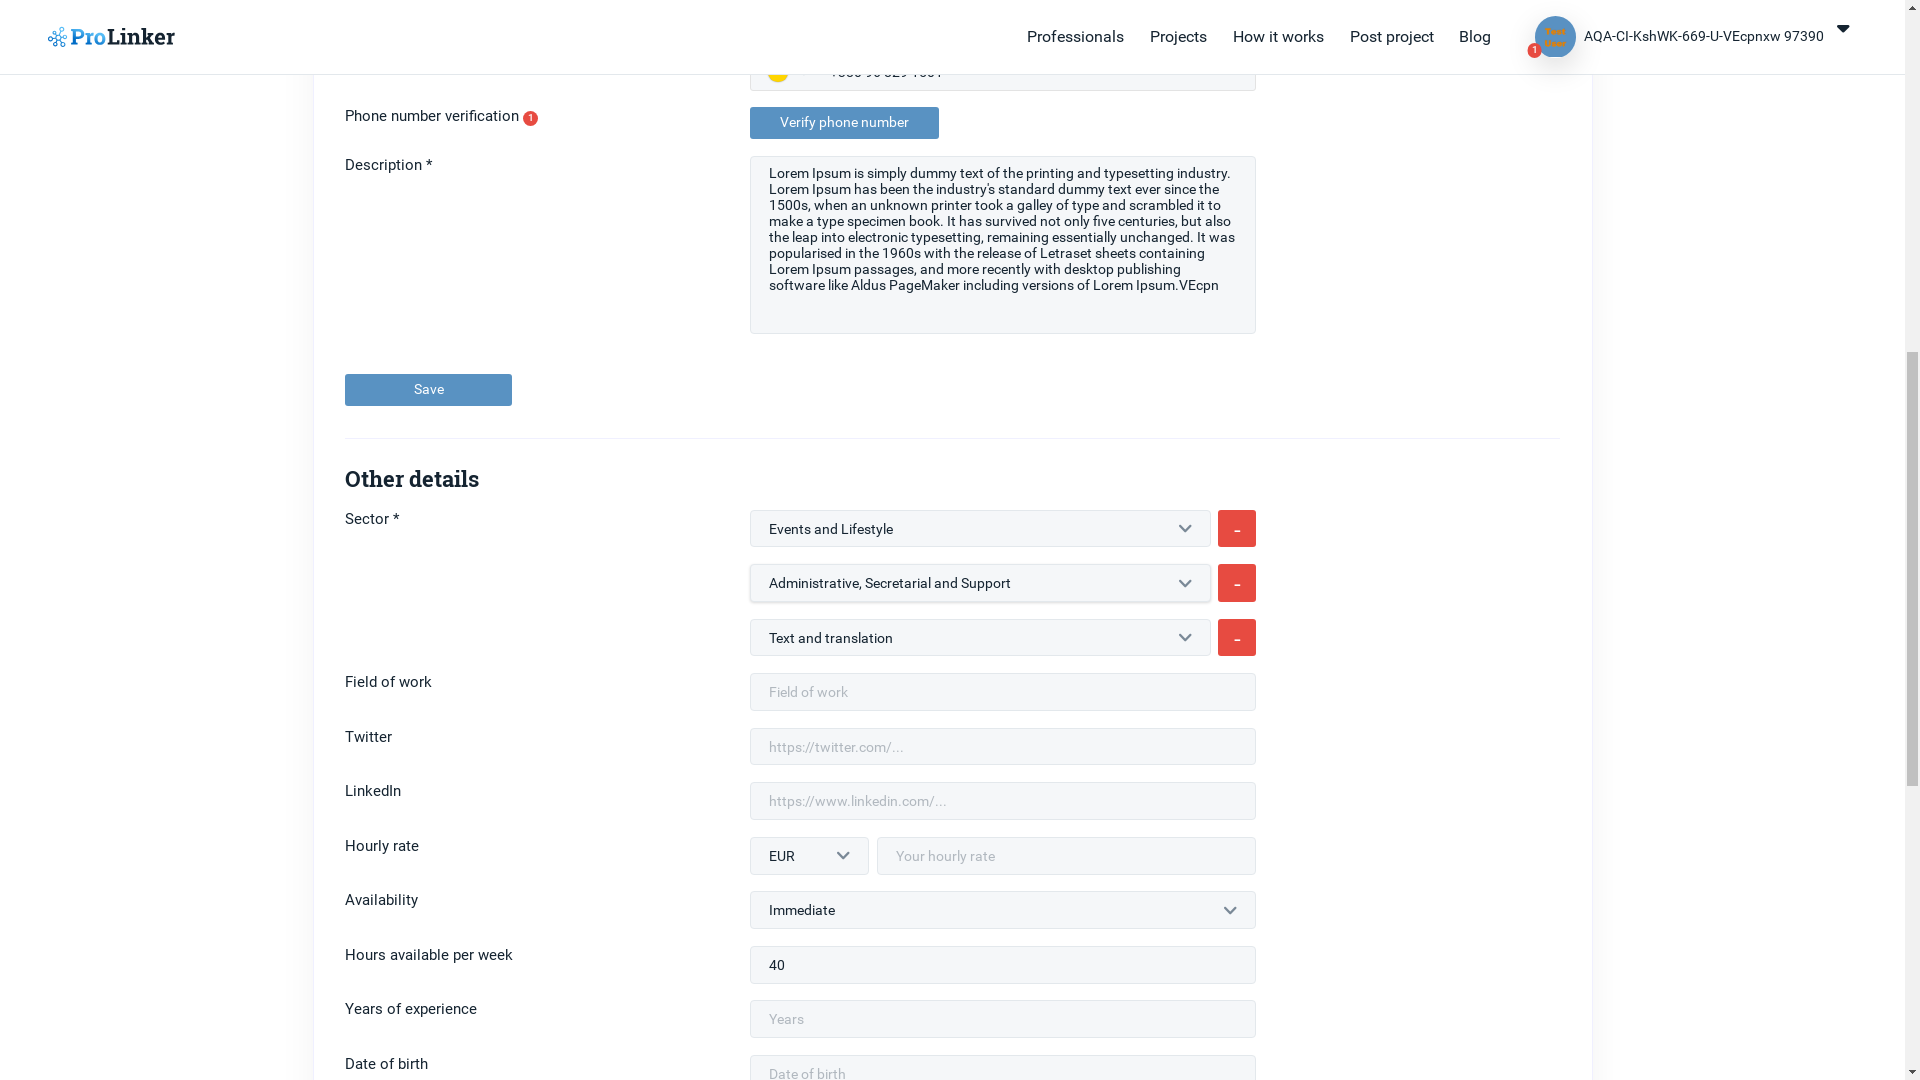 ProLinker
Professionals
Projects
How it works
Post project
Blog
1
AQA-CI-KshWK-669-U-VEcpnxw 97390
Phone number verification 1
Verify phone number
Description *
Lorem Ipsum is simply dummy text of the printing and typesetting industry.
Lorem Ipsum has been the industry's standard dummy text ever since the
1500s, when an unknown printer took a galley of type and scrambled it to
make a type specimen book. It has survived not only five centuries, but also
the leap into electronic typesetting, remaining essentially unchanged. It was
popularised in the 1960s with the release of Letraset sheets containing
Lorem Ipsum passages, and more recently with desktop publishing
software like Aldus PageMaker including versions of Lorem Ipsum.VEcpn
Save
Other details
Sector *
Events and Lifestyle
-
Administrative, Secretarial and Support
-
Text and translation
-
Field of work
Field of work
Twitter
https://twitter.com/...
LinkedIn
https://www.linkedin.com/...
Hourly rate
EUR
Your hourly rate
Availability
Immediate
Hours available per week
40
Years of experience
Years
Date of birth
Date of birth